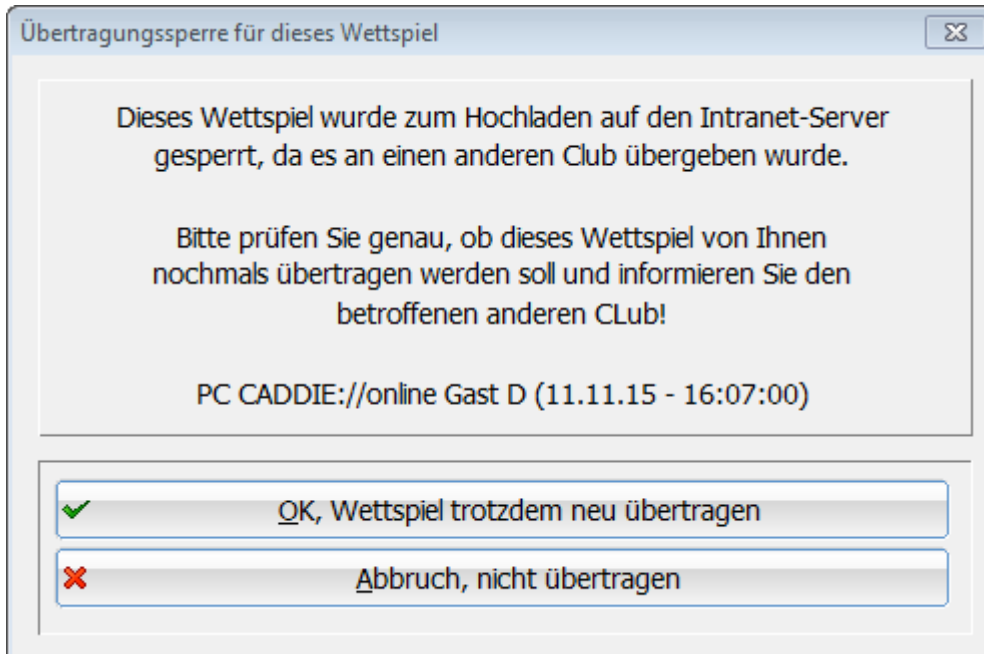 Übertragungssperre für dieses Wettspiel
Dieses Wettspiel wurde zum Hochladen auf den Intranet-Server
gesperrt, da es an einen anderen Club übergeben wurde.
Bitte prüfen Sie genau, ob dieses Wettspiel von Ihnen
nochmals übertragen werden soll und informieren Sie den
betroffenen anderen CLub!
PC CADDIE://online Gast D (11.11.15 - 16:07:00)
OK, Wettspiel trotzdem neu übertragen
Abbruch, nicht übertragen